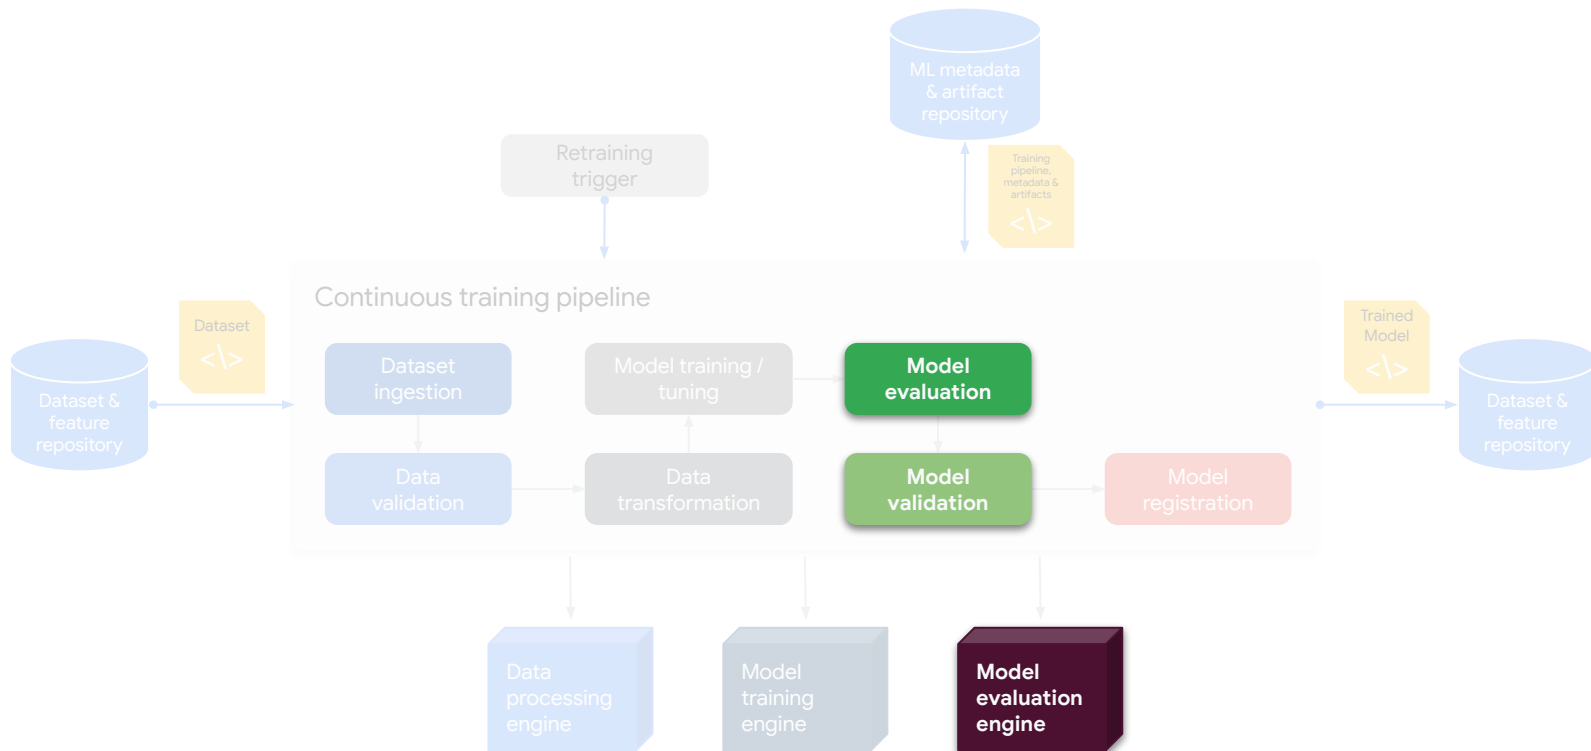 ML metadata
& artifact
repository
Retraining
trigger
Training
pipeline,
metadata &
artifacts
</>
Continuous training pipeline
Dataset
</>
Trained
Model
</>
Dataset &
feature
repository
Dataset
ingestion
Model training /
tuning
Model
evaluation
Dataset &
feature
repository
Data
validation
Data
transformation
Model
validation
Model
registration
Data
processing
engine
Model
training
engine
Model
evaluation
engine